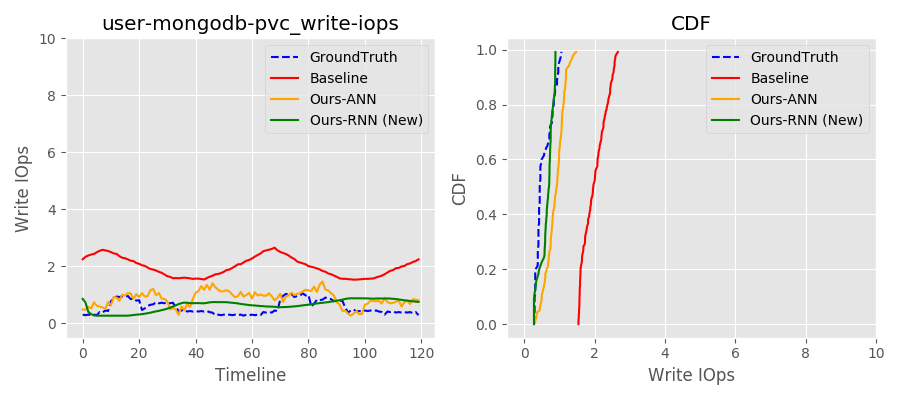 user-mongodb-pvc_write-iops
10
8
6
4
2
0
Write IOps
0 20 40 60 80 100 120
Timeline
GroundTruth
Baseline
Ours-ANN
Ours-RNN (New)
CDF
1.0
0.8
0.6
0.4
0.2
0.0
CDF
0 2 4 6 8 10
Write IOps
GroundTruth
Baseline
Ours-ANN
Ours-RNN (New)